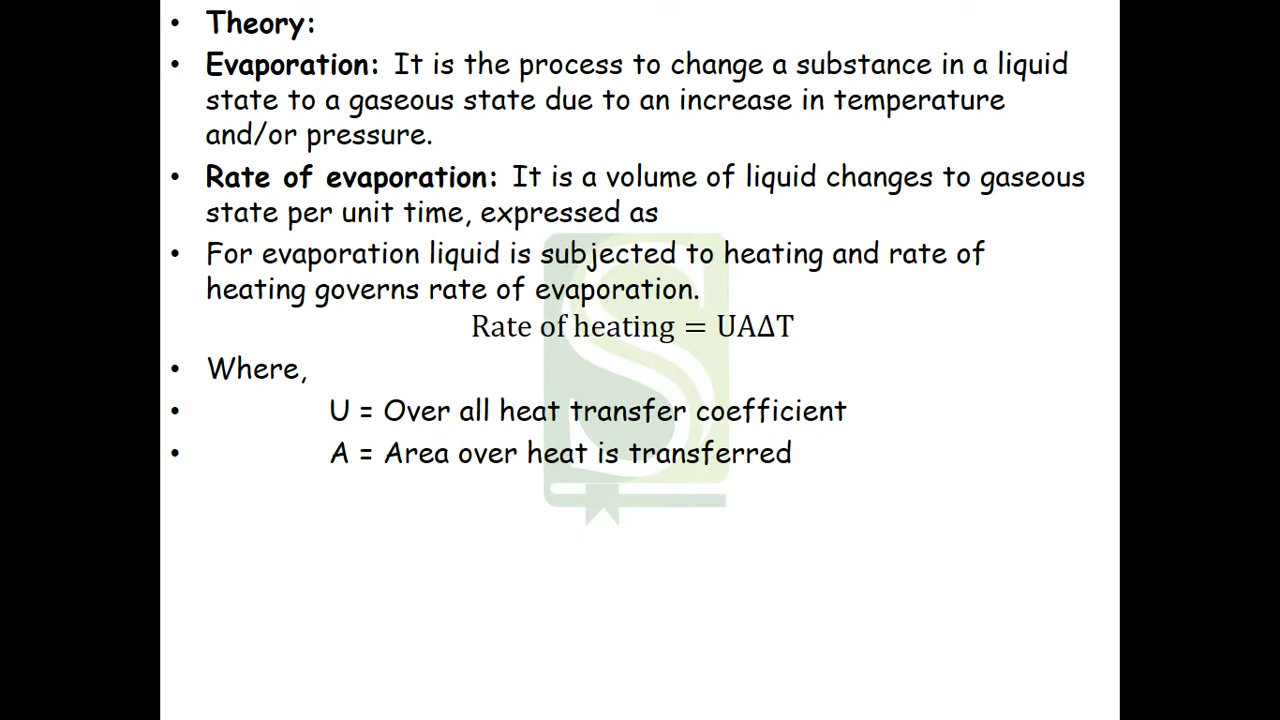 • Theory:
• Evaporation: It is the process to change a substance in a liquid
state to a gaseous state due to an increase in temperature
and/or pressure.
• Rate of evaporation: It is a volume of liquid changes to gaseous
state per unit time, expressed as
• For evaporation liquid is subjected to heating and rate of
heating governs rate of evaporation.
Rate of heating = UAΔT
• Where,
• U = Over all heat transfer coefficient
• A = Area over heat is transferred